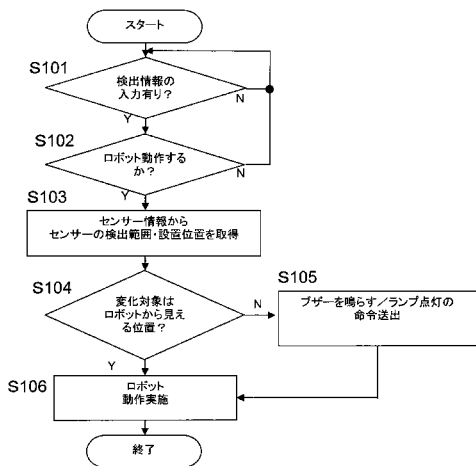 スタート
S101
検出情報の
入力有り？
N
Y
S102
ロボット動作する
か？
N
Y
S103
センサー情報から
センサーの検出範囲・設置位置を取得
S104
変化対象は
ロボットから見え
る位置？
N
Y
S105
ブザーを鳴らす／ランプ点灯の
命令送出
S106
ロボット
動作実施
終了